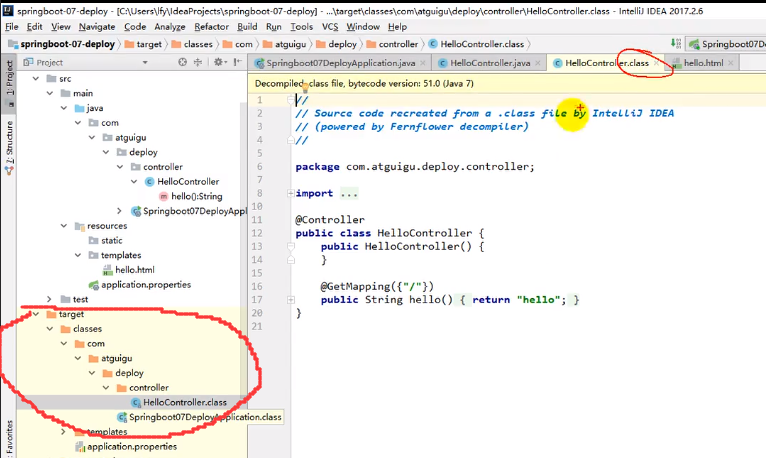 springboot-07-deploy - [C:\Users\lfy\IdeaProjects\springboot-07-deploy] - ...\target\classes\com\atguigu\deploy\controller\HelloController.class - IntelliJ IDEA 2017.2.6
File Edit View Navigate Code Analyze Refactor Build Run Tools VCS Window Help
springboot-07-deploy target classes com atguigu deploy controller HelloController.class Springboot07De
Project Springboot07DeployApplication.java HelloController.java HelloController.class hello.html
1: Project
7: Structure
Favorites
src
main
java
com
atguigu
deploy
controller
HelloController
hello():String
Springboot07DeployAppl
resources
static
templates
hello.html
application.properties
test
target
classes
com
atguigu
deploy
controller
HelloController.class
Springboot07DeployApplication.class
templates
application.properties
Decompiled .class file, bytecode version: 51.0 (Java 7)
1 //
2 // Source code recreated from a .class file by IntelliJ IDEA
3 // (powered by Fernflower decompiler)
4 //
5
6 package com.atguigu.deploy.controller;
7
8 import ...
10
11 @Controller
12 public class HelloController {
13 public HelloController() {
14 }
15
16 @GetMapping({"/"})
17 public String hello() { return "hello"; }
20 }
21